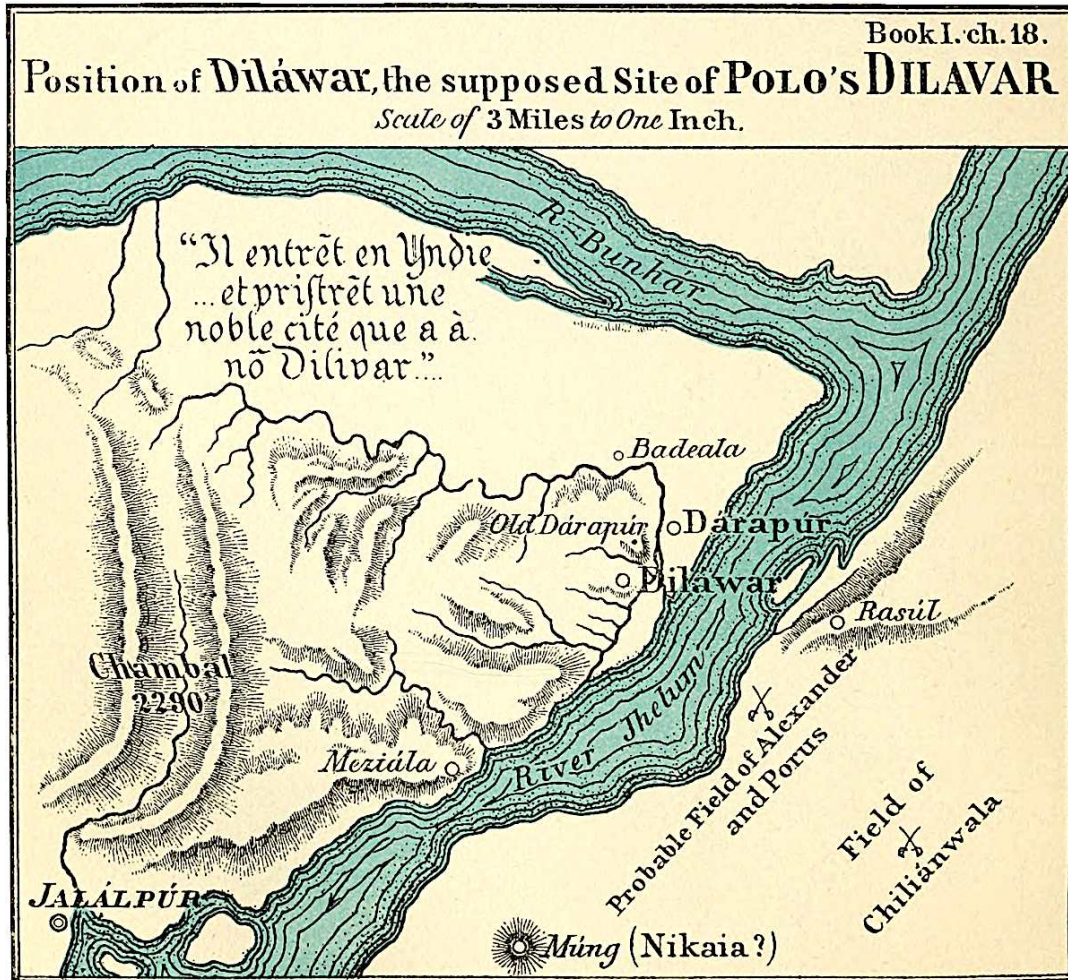 Book I. ch. 18.
Position of Diláwar, the supposed Site of POLO'S DILAVAR
Scale of 3 Miles to One Inch.
"Il entrēt en Yndie
...et priſtrēt une
noble cité que a à.
nō Dilivar"....
R. Bunhár
Badeala
Old Dárapúr
Dárapúr
Diláwar
Rasúl
Chambal
2290
River Jhelum
Meziála
Probable Field of Alexander
and Porus
Field of
Chiliánwala
JALÁLPÚR
Múng (Nikaia?)